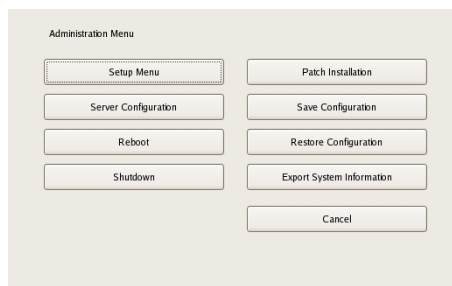 Administration Menu
Setup Menu
Patch Installation
Server Configuration
Save Configuration
Reboot
Restore Configuration
Shutdown
Export System Information
Cancel